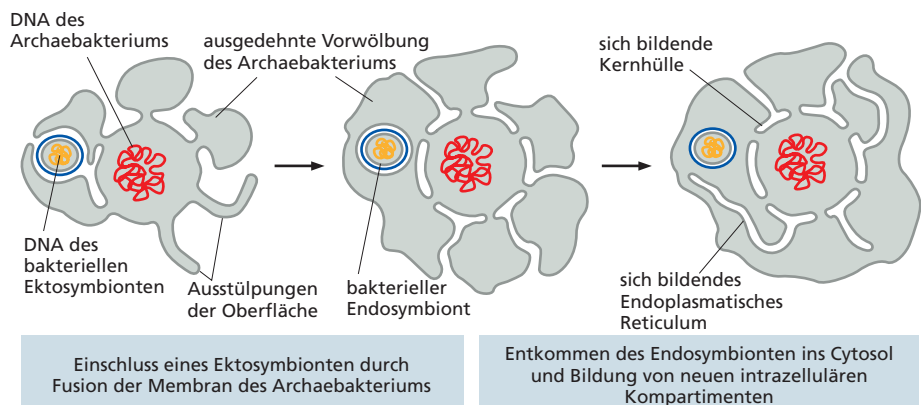 DNA des
Archaebakteriums
ausgedehnte Vorwölbung
des Archaebakteriums
sich bildende
Kernhülle
DNA des
bakteriellen
Ektosymbionten
Ausstülpungen
der Oberfläche
bakterieller
Endosymbiont
sich bildendes
Endoplasmatisches
Reticulum
Einschluss eines Ektosymbionten durch
Fusion der Membran des Archaebakteriums
Entkommen des Endosymbionten ins Cytosol
und Bildung von neuen intrazellulären
Kompartimenten